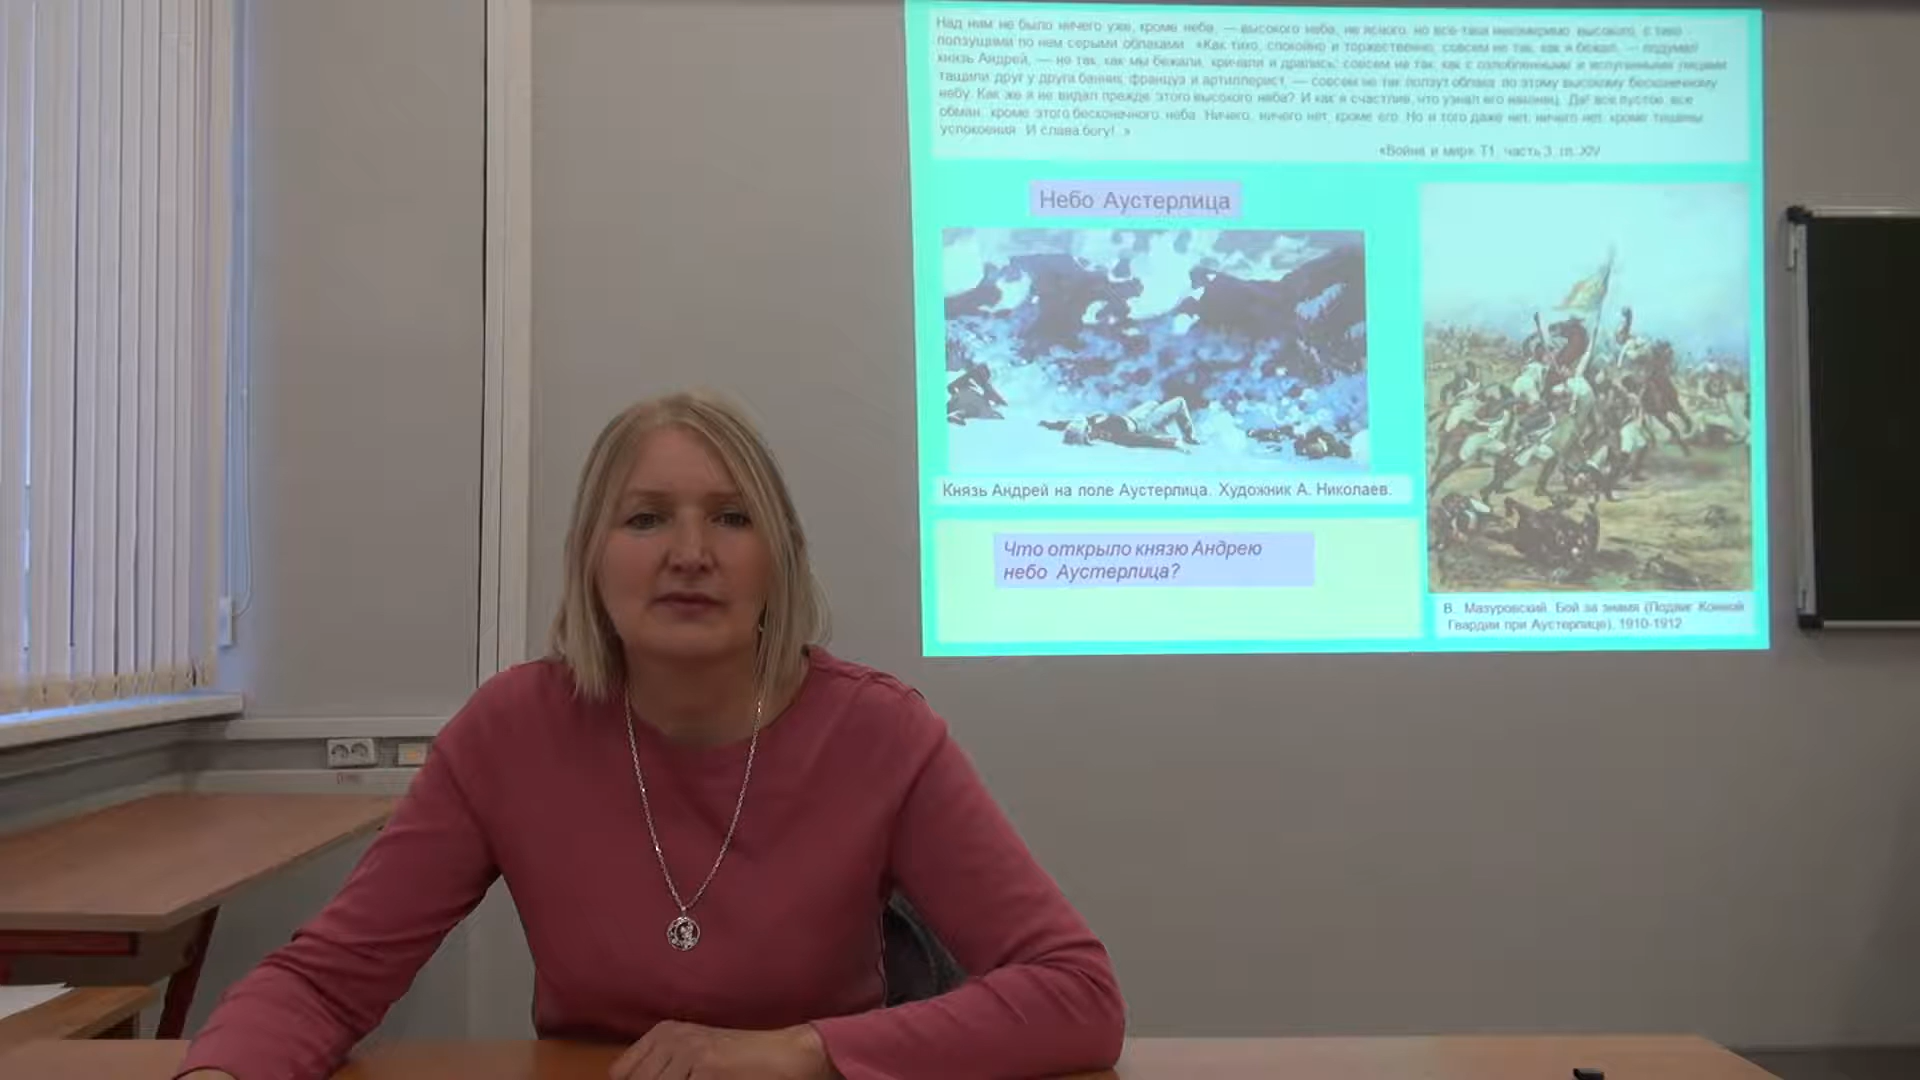 Над ним не было ничего уже, кроме неба, — высокого неба, не ясного, но все-таки неизмеримо высокого, с тихо
ползущими по нем серыми облаками. «Как тихо, спокойно и торжественно, совсем не так, как я бежал, — подумал
князь Андрей, — не так, как мы бежали, кричали и дрались; совсем не так, как с озлобленными и испуганными лицами
тащили друг у друга банник француз и артиллерист, — совсем не так ползут облака по этому высокому бесконечному
небу. Как же я не видал прежде этого высокого неба? И как я счастлив, что узнал его наконец. Да! все пустое, все
обман, кроме этого бесконечного неба. Ничего, ничего нет, кроме его. Но и того даже нет, ничего нет, кроме тишины,
успокоения. И слава богу!..»
«Война и мир» Т1, часть 3, гл. XIV
Небо Аустерлица
Князь Андрей на поле Аустерлица. Художник А. Николаев.
Что открыло князю Андрею
небо Аустерлица?
В. Мазуровский. Бой за знамя (Подвиг Конной
Гвардии при Аустерлице), 1910-1912